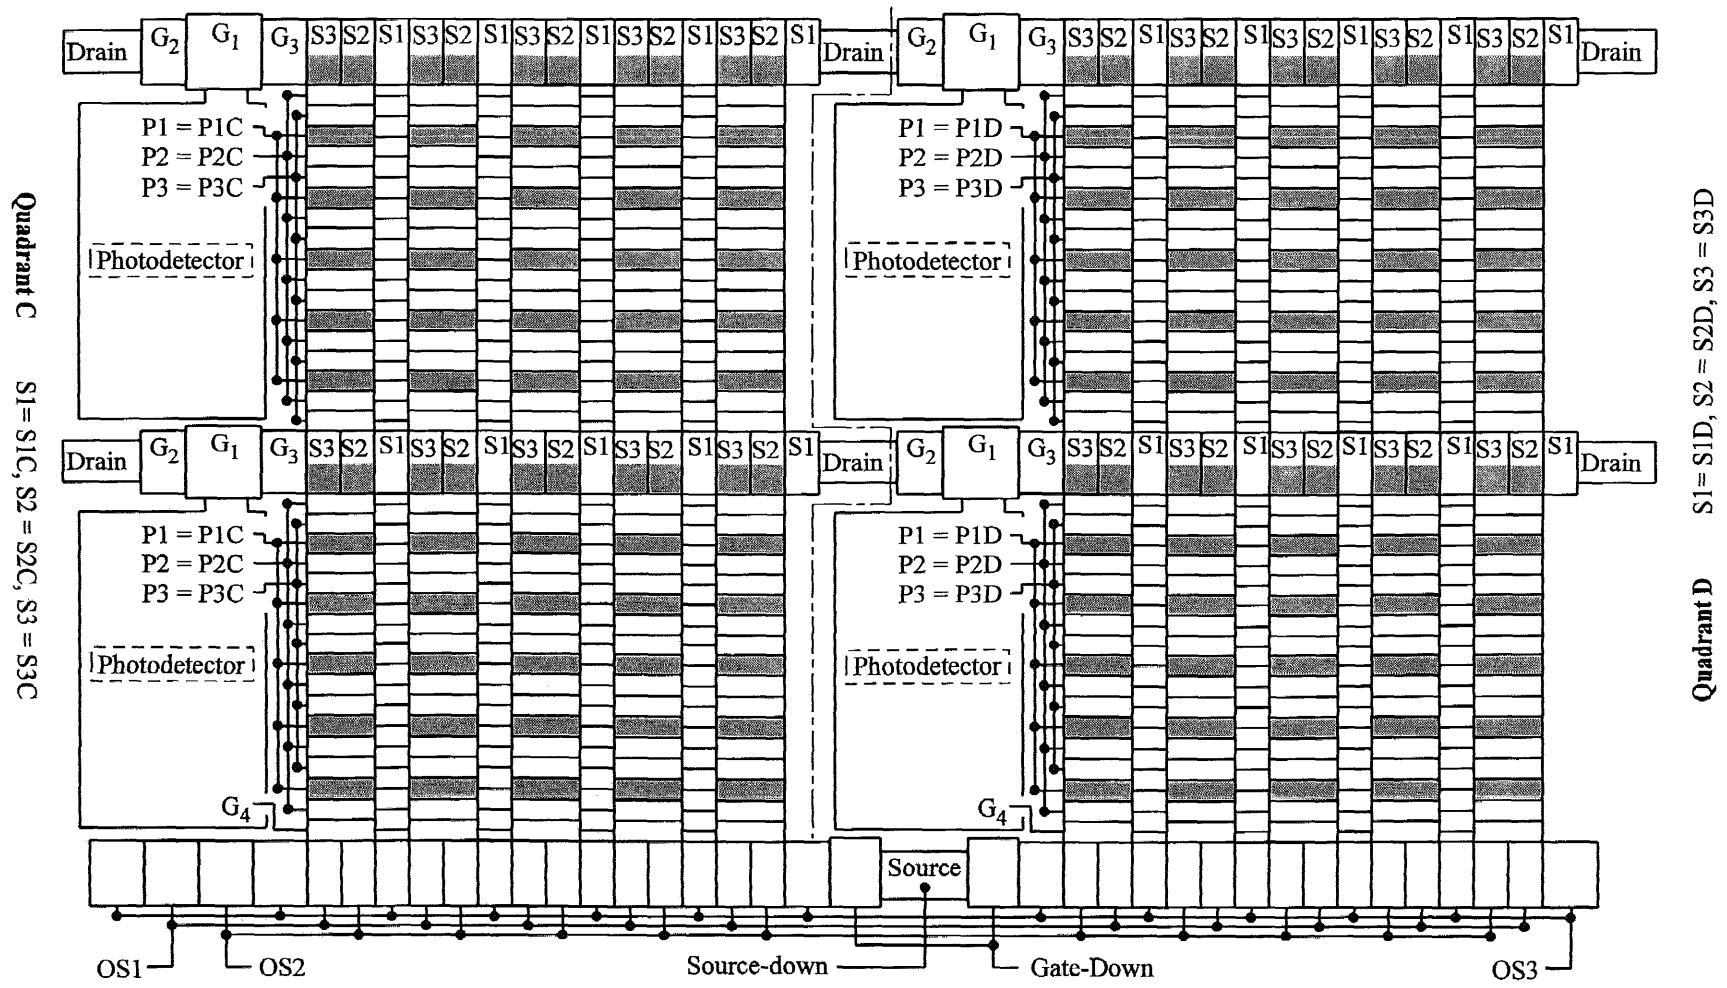 Drain G2 G1 G3 S3 S2 S1 S3 S2 S1 S3 S2 S1 S3 S2 S1 S3 S2 S1 Drain G2 G1 G3 S3 S2 S1 S3 S2 S1 S3 S2 S1 S3 S2 S1 S3 S2 S1 Drain
P1 = P1C
P2 = P2C
P3 = P3C
Photodetector
P1 = P1D
P2 = P2D
P3 = P3D
Photodetector
Drain G2 G1 G3 S3 S2 S1 S3 S2 S1 S3 S2 S1 S3 S2 S1 S3 S2 S1 Drain G2 G1 G3 S3 S2 S1 S3 S2 S1 S3 S2 S1 S3 S2 S1 S3 S2 S1 Drain
P1 = P1C
P2 = P2C
P3 = P3C
Photodetector
G4
P1 = P1D
P2 = P2D
P3 = P3D
Photodetector
G4
Source
OS1 OS2 Source-down Gate-Down OS3
Quadrant C S1= S1C, S2 = S2C, S3 = S3C
Quadrant D S1= S1D, S2 = S2D, S3 = S3D